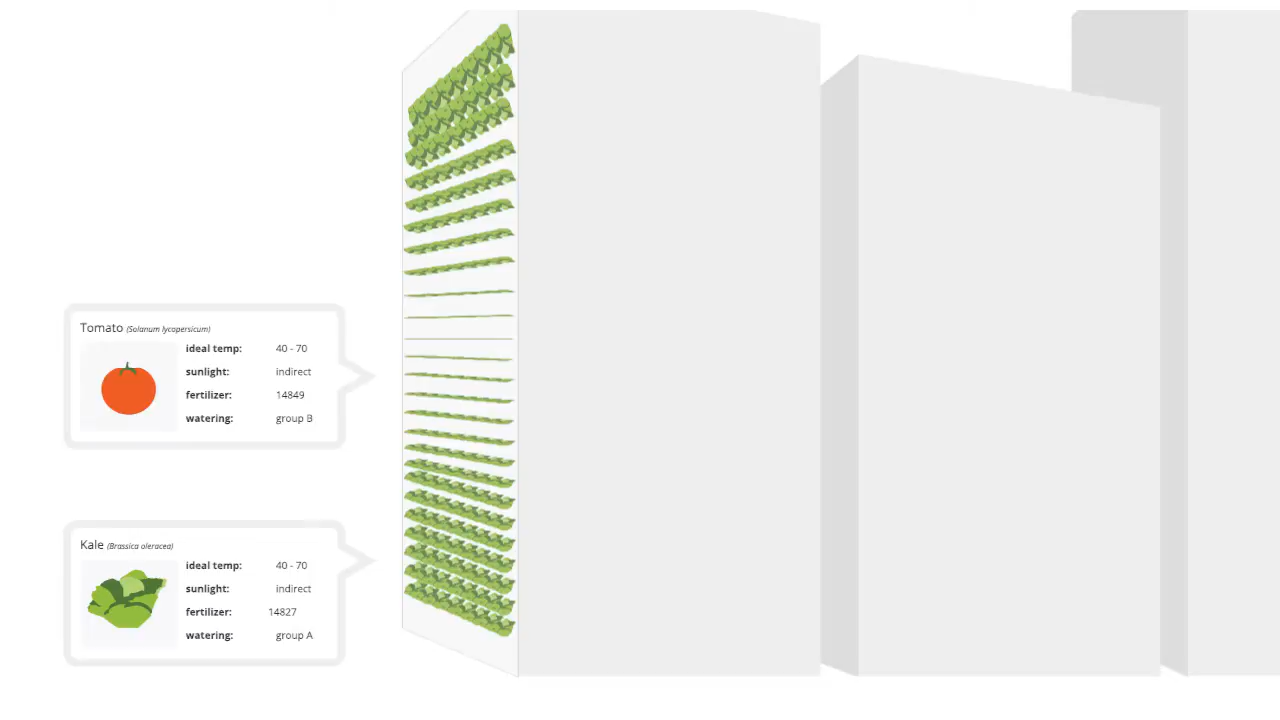 Tomato (Solanum lycopersicum)
ideal temp: 40 - 70
sunlight: indirect
fertilizer: 14849
watering: group B
Kale (Brassica oleracea)
ideal temp: 40 - 70
sunlight: indirect
fertilizer: 14827
watering: group A